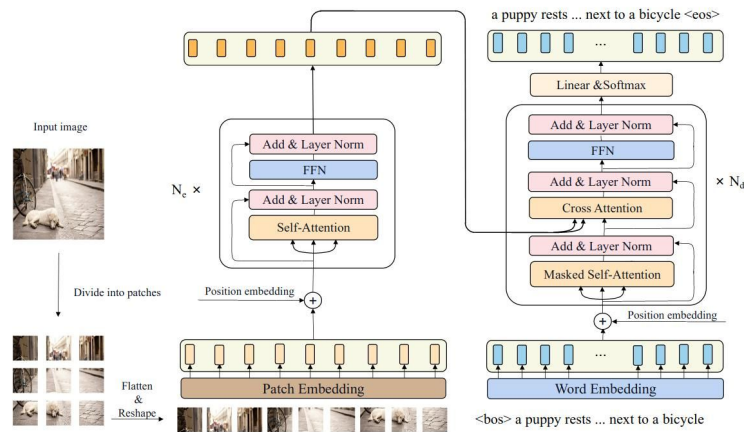 a puppy rests ... next to a bicycle <eos>
...
Linear &Softmax
Input image
Add & Layer Norm
Add & Layer Norm
FFN
FFN
N_e ×
Add & Layer Norm
Add & Layer Norm
× N_d
Self-Attention
Cross Attention
Add & Layer Norm
Masked Self-Attention
Divide into patches
Position embedding
+
+
Position embedding
...
Flatten
&
Reshape
Patch Embedding
Word Embedding
<bos> a puppy rests ... next to a bicycle